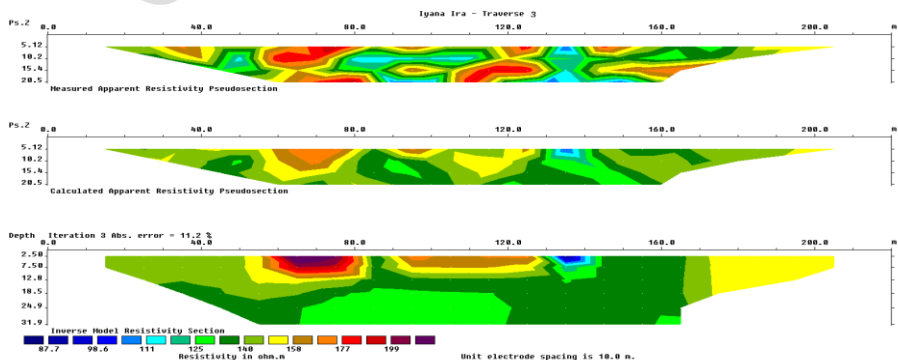 Iyana Ira - Traverse 3
Ps.Z 0.0 40.0 80.0 120.0 160.0 200.0 m
5.12
10.2
15.4
20.5
Measured Apparent Resistivity Pseudosection
Ps.Z 0.0 40.0 80.0 120.0 160.0 200.0 m
5.12
10.2
15.4
20.5
Calculated Apparent Resistivity Pseudosection
Depth Iteration 3 Abs. error = 11.2 %
0.0 40.0 80.0 120.0 160.0 200.0 m
2.50
7.50
12.8
18.5
24.9
31.9
Inverse Model Resistivity Section
87.7 98.6 111 125 140 158 177 199
Resistivity in ohm.m Unit electrode spacing is 10.0 m.